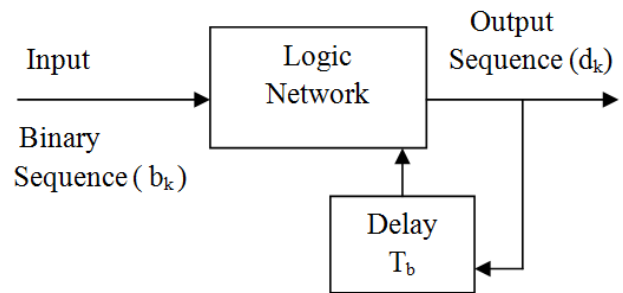 Input
Binary
Sequence ( bk )
Logic
Network
Output
Sequence (dk)
Delay
Tb